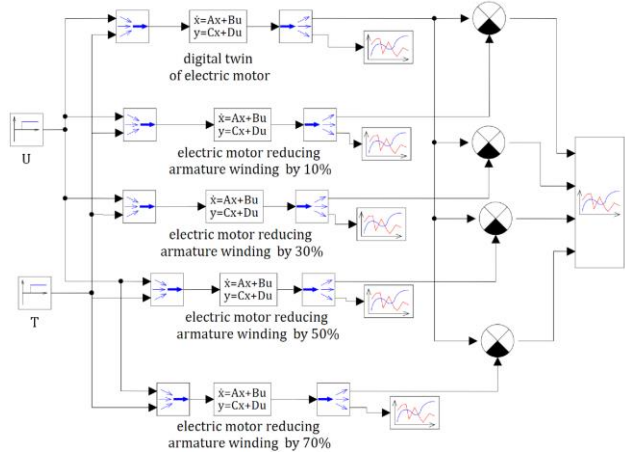 ẋ=Ax+Bu
y=Cx+Du
digital twin
of electric motor
U
ẋ=Ax+Bu
y=Cx+Du
electric motor reducing
armature winding by 10%
ẋ=Ax+Bu
y=Cx+Du
electric motor reducing
armature winding by 30%
T
ẋ=Ax+Bu
y=Cx+Du
electric motor reducing
armature winding by 50%
ẋ=Ax+Bu
y=Cx+Du
electric motor reducing
armature winding by 70%